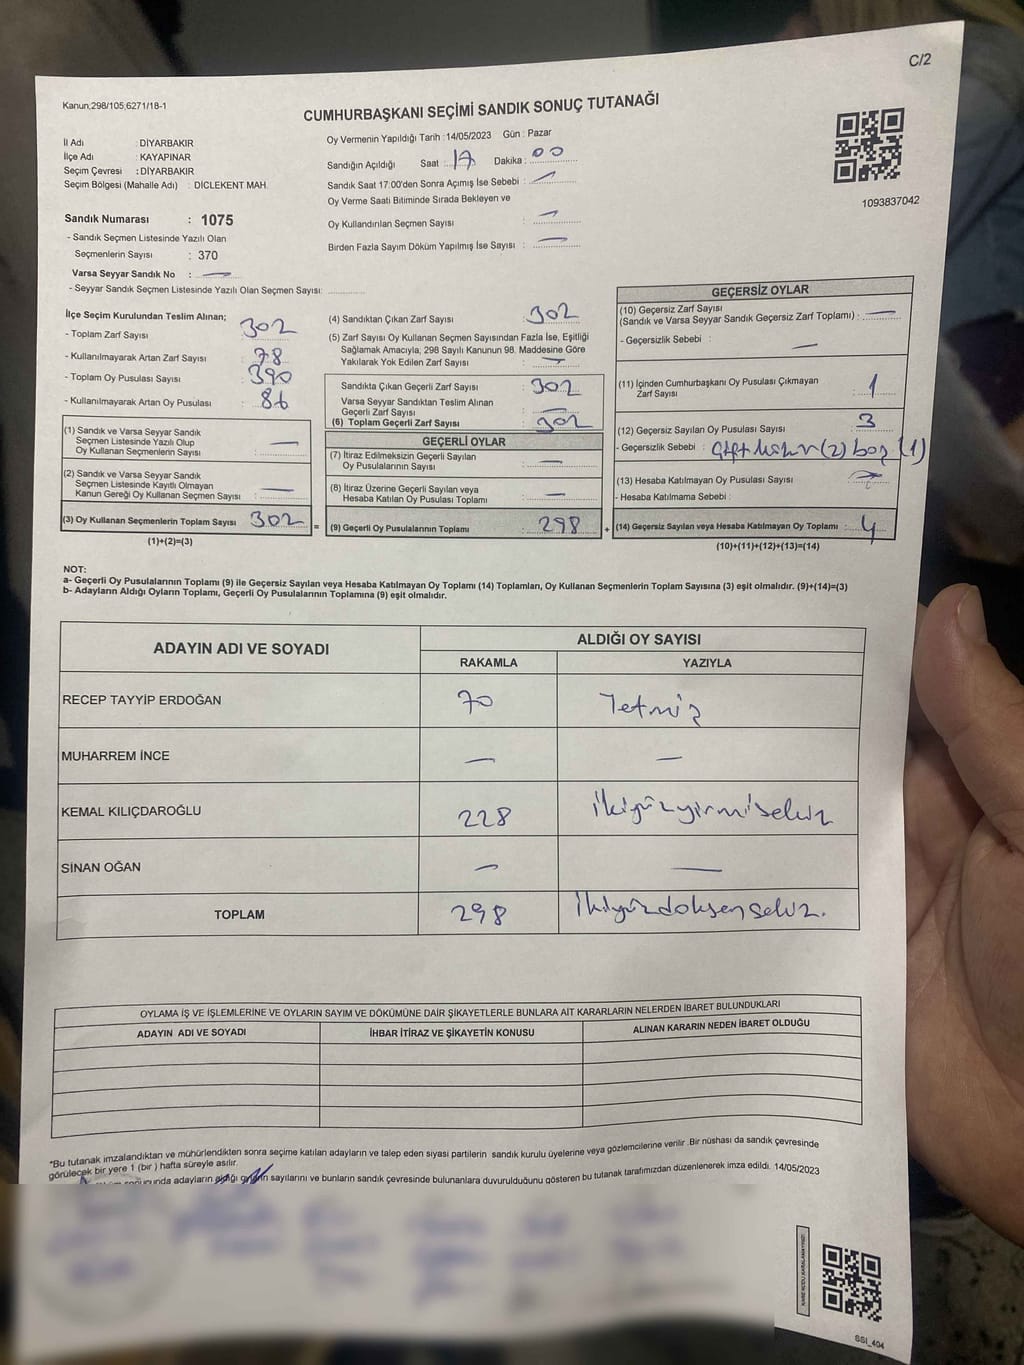 C/2
Kanun;298/105,6271/18-1
CUMHURBAŞKANI SEÇİMİ SANDIK SONUÇ TUTANAĞI
İl Adı : DİYARBAKIR
İlçe Adı : KAYAPINAR
Seçim Çevresi : DİYARBAKIR
Seçim Bölgesi (Mahalle Adı) : DİCLEKENT MAH.
Sandık Numarası : 1075
- Sandık Seçmen Listesinde Yazılı Olan
Seçmenlerin Sayısı : 370
Varsa Seyyar Sandık No : —
- Seyyar Sandık Seçmen Listesinde Yazılı Olan Seçmen Sayısı:
Oy Vermenin Yapıldığı Tarih : 14/05/2023 Gün : Pazar
Sandığın Açıldığı Saat : 17 Dakika : 00
Sandık Saat 17:00'den Sonra Açımış İse Sebebi : —
Oy Verme Saati Bitiminde Sırada Bekleyen ve
Oy Kullandırılan Seçmen Sayısı : —
Birden Fazla Sayım Döküm Yapılmış İse Sayısı : —
1093837042
İlçe Seçim Kurulundan Teslim Alınan;
- Toplam Zarf Sayısı : 302
- Kullanılmayarak Artan Zarf Sayısı : 78
- Toplam Oy Pusulası Sayısı : 390
- Kullanılmayarak Artan Oy Pusulası : 86
(1) Sandık ve Varsa Seyyar Sandık
Seçmen Listesinde Yazılı Olup
Oy Kullanan Seçmenlerin Sayısı : —
(2) Sandık ve Varsa Seyyar Sandık
Seçmen Listesinde Kayıtlı Olmayan
Kanun Gereği Oy Kullanan Seçmen Sayısı : —
(3) Oy Kullanan Seçmenlerin Toplam Sayısı : 302 =
(1)+(2)=(3)
(4) Sandıktan Çıkan Zarf Sayısı : 302
(5) Zarf Sayısı Oy Kullanan Seçmen Sayısından Fazla İse, Eşitliği
Sağlamak Amacıyla, 298 Sayılı Kanunun 98. Maddesine Göre
Yakılarak Yok Edilen Zarf Sayısı : —
Sandıkta Çıkan Geçerli Zarf Sayısı : 302
Varsa Seyyar Sandıktan Teslim Alınan
Geçerli Zarf Sayısı : —
(6) Toplam Geçerli Zarf Sayısı : 302
GEÇERLİ OYLAR
(7) İtiraz Edilmeksizin Geçerli Sayılan
Oy Pusulalarının Sayısı : —
(8) İtiraz Üzerine Geçerli Sayılan veya
Hesaba Katılan Oy Pusulası Toplamı : —
(9) Geçerli Oy Pusulalarının Toplamı : 298 +
GEÇERSİZ OYLAR
(10) Geçersiz Zarf Sayısı
(Sandık ve Varsa Seyyar Sandık Geçersiz Zarf Toplamı) : —
- Geçersizlik Sebebi : —
(11) İçinden Cumhurbaşkanı Oy Pusulası Çıkmayan
Zarf Sayısı : 1
(12) Geçersiz Sayılan Oy Pusulası Sayısı : 3
- Geçersizlik Sebebi : çift mühür (2) boş (1)
(13) Hesaba Katılmayan Oy Pusulası Sayısı :
- Hesaba Katılmama Sebebi :
(14) Geçersiz Sayılan veya Hesaba Katılmayan Oy Toplamı : 4
(10)+(11)+(12)+(13)=(14)
NOT:
a- Geçerli Oy Pusulalarının Toplamı (9) ile Geçersiz Sayılan veya Hesaba Katılmayan Oy Toplamı (14) Toplamları, Oy Kullanan Seçmenlerin Toplam Sayısına (3) eşit olmalıdır. (9)+(14)=(3)
b- Adayların Aldığı Oyların Toplamı, Geçerli Oy Pusulalarının Toplamına (9) eşit olmalıdır.
ADAYIN ADI VE SOYADI ALDIĞI OY SAYISI
RAKAMLA YAZIYLA
RECEP TAYYİP ERDOĞAN 70 Yetmiş
MUHARREM İNCE — —
KEMAL KILIÇDAROĞLU 228 ikiyüzyirmisekiz
SİNAN OĞAN — —
TOPLAM 298 ikiyüzdoksansekiz.
OYLAMA İŞ VE İŞLEMLERİNE VE OYLARIN SAYIM VE DÖKÜMÜNE DAİR ŞİKAYETLERLE BUNLARA AİT KARARLARIN NELERDEN İBARET BULUNDUKLARI
ADAYIN ADI VE SOYADI İHBAR İTİRAZ VE ŞİKAYETİN KONUSU ALINAN KARARIN NEDEN İBARET OLDUĞU
*Bu tutanak imzalandıktan ve mühürlendikten sonra seçime katılan adayların ve talep eden siyasi partilerin sandık kurulu üyelerine veya gözlemcilerine verilir .Bir nüshası da sandık çevresinde
görülecek bir yere 1 (bir ) hafta süreyle asılır.
adayların aldığı oyların sayılarını ve bunların sandık çevresinde bulunanlara duyurulduğunu gösteren bu tutanak tarafımızdan düzenlenerek imza edildi. 14/05/2023
KARE KODU KARALAMAYINIZ!
SSI_404